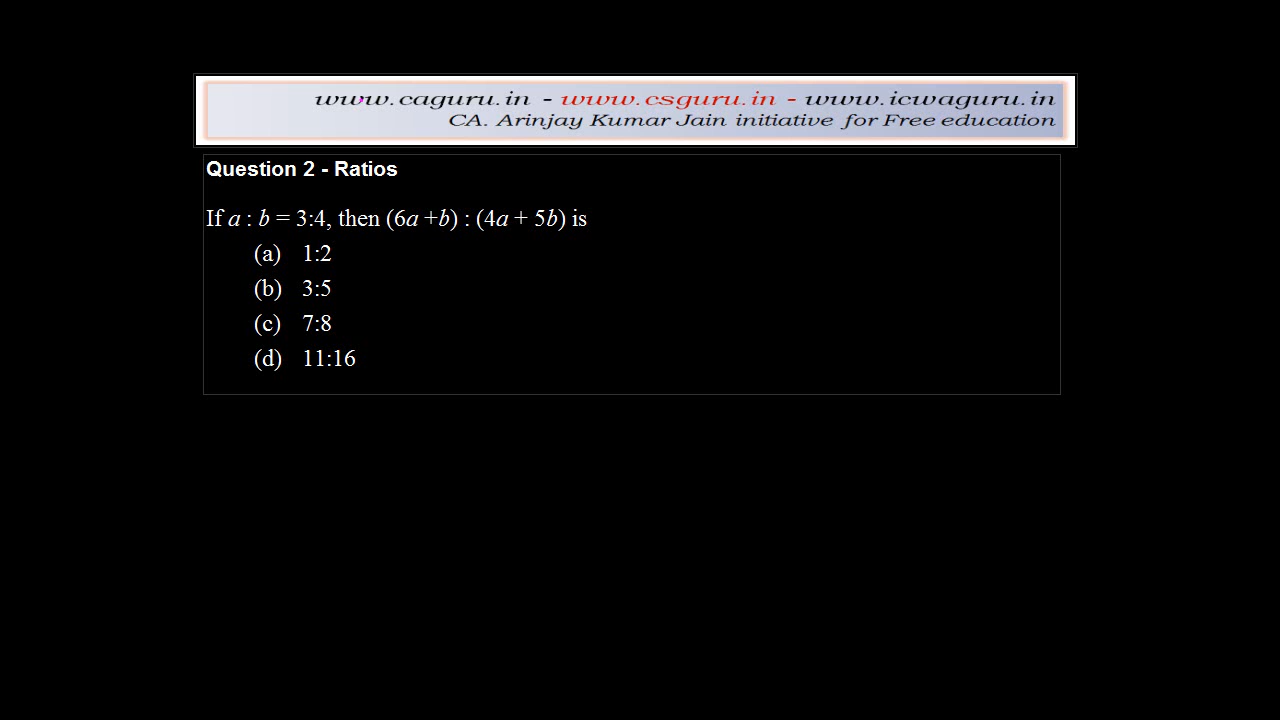 www.caguru.in - www.csguru.in - www.icwaguru.in
CA. Arinjay Kumar Jain initiative for Free education
Question 2 - Ratios
If a : b = 3:4, then (6a +b) : (4a + 5b) is
(a) 1:2
(b) 3:5
(c) 7:8
(d) 11:16